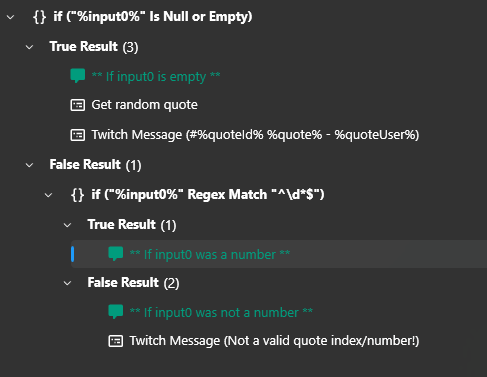 {} if ("%input0%" Is Null or Empty)
True Result (3)
** If input0 is empty **
Get random quote
Twitch Message (#%quoteId% %quote% - %quoteUser%)
False Result (1)
{} if ("%input0%" Regex Match "^\d*$")
True Result (1)
** If input0 was a number **
False Result (2)
** If input0 was not a number **
Twitch Message (Not a valid quote index/number!)